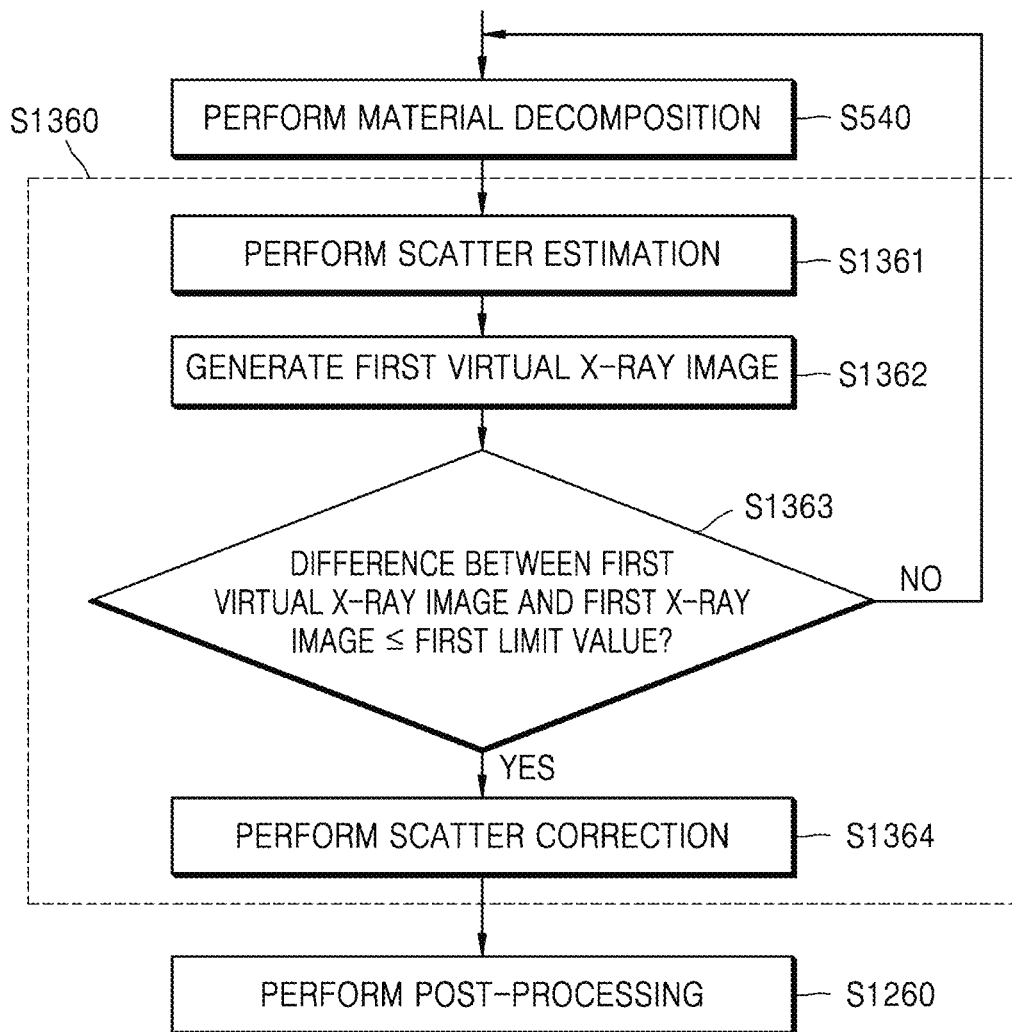 PERFORM MATERIAL DECOMPOSITION
S540
S1360
PERFORM SCATTER ESTIMATION
S1361
GENERATE FIRST VIRTUAL X-RAY IMAGE
S1362
S1363
DIFFERENCE BETWEEN FIRST
VIRTUAL X-RAY IMAGE AND FIRST X-RAY
IMAGE ≤ FIRST LIMIT VALUE?
NO
YES
PERFORM SCATTER CORRECTION
S1364
PERFORM POST-PROCESSING
S1260